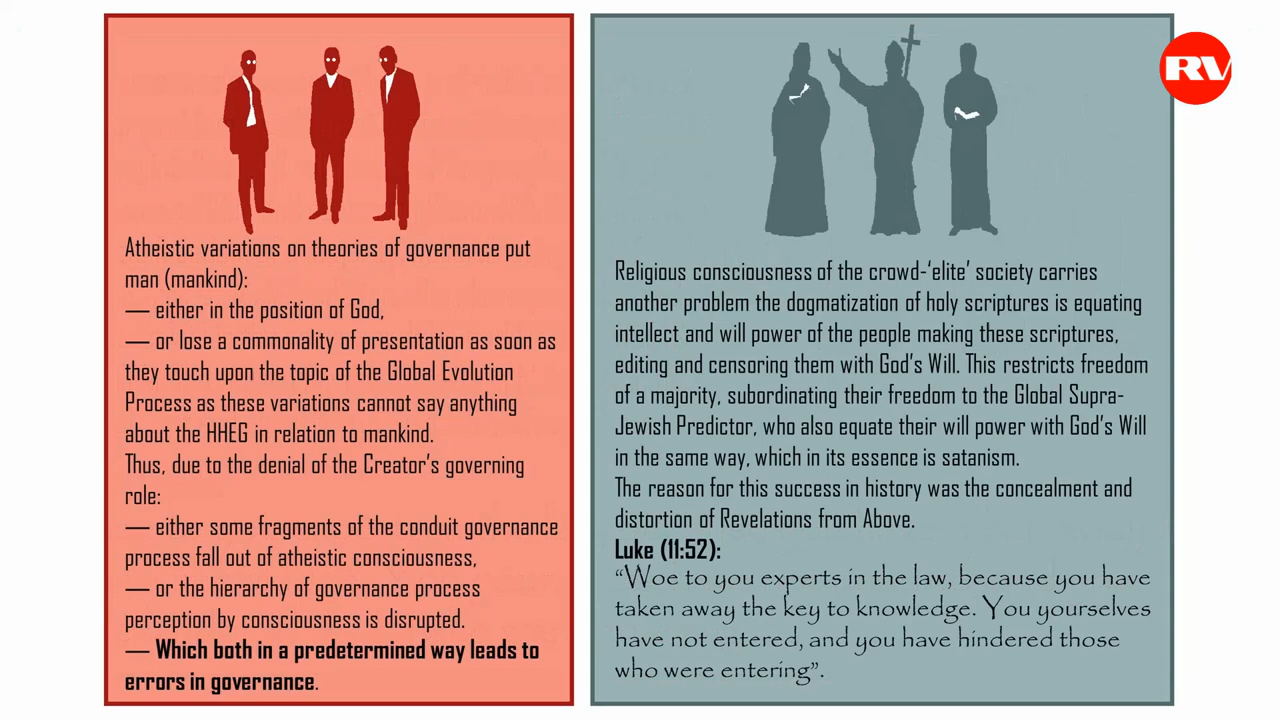 Atheistic variations on theories of governance put
man (mankind):
— either in the position of God,
— or lose a commonality of presentation as soon as
they touch upon the topic of the Global Evolution
Process as these variations cannot say anything
about the HHEG in relation to mankind.
Thus, due to the denial of the Creator's governing
role:
— either some fragments of the conduit governance
process fall out of atheistic consciousness,
— or the hierarchy of governance process
perception by consciousness is disrupted.
— Which both in a predetermined way leads to
errors in governance.
RV
Religious consciousness of the crowd-‘elite’ society carries
another problem the dogmatization of holy scriptures is equating
intellect and will power of the people making these scriptures,
editing and censoring them with God's Will. This restricts freedom
of a majority, subordinating their freedom to the Global Supra-
Jewish Predictor, who also equate their will power with God's Will
in the same way, which in its essence is satanism.
The reason for this success in history was the concealment and
distortion of Revelations from Above.
Luke (11:52):
“Woe to you experts in the law, because you have
taken away the key to knowledge. You yourselves
have not entered, and you have hindered those
who were entering”.